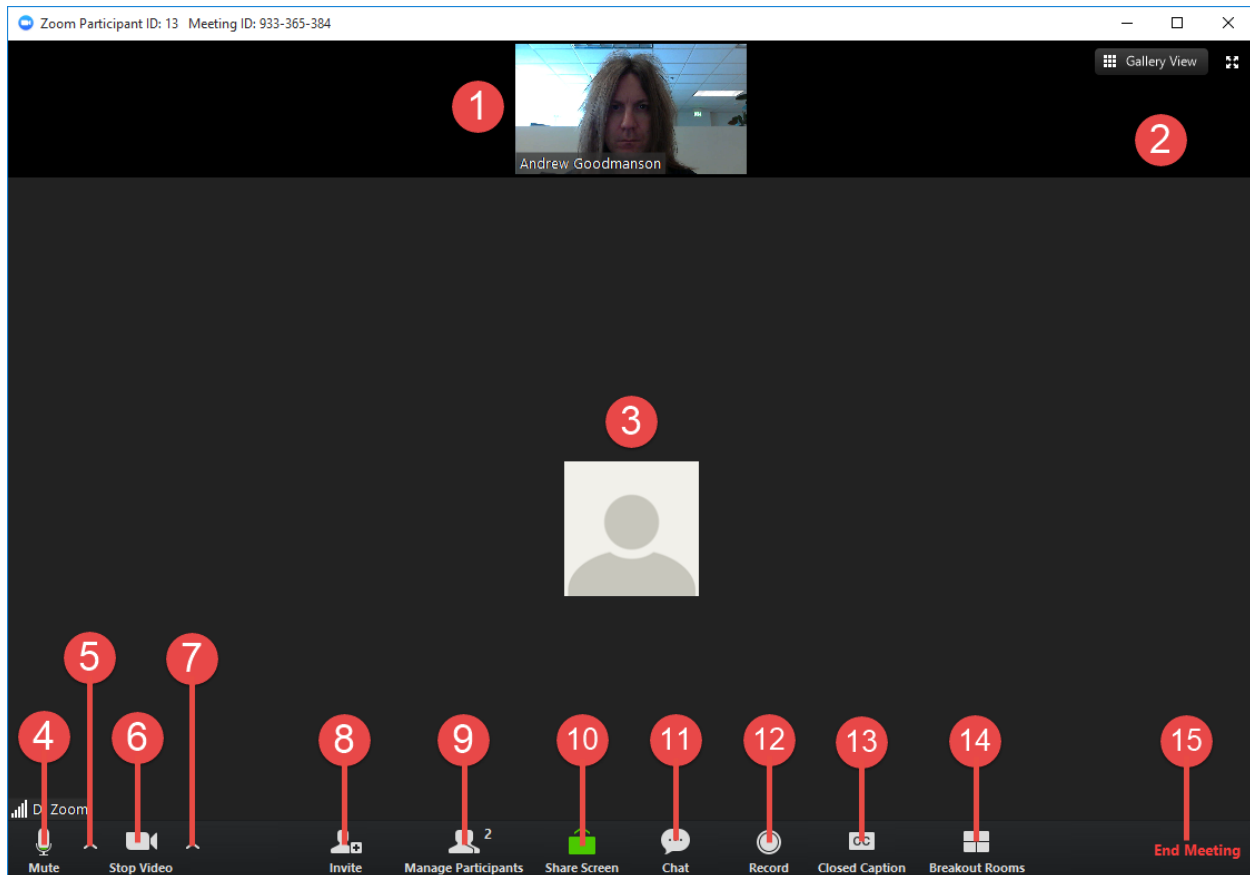 Zoom Participant ID: 13 Meeting ID: 933-365-384
Gallery View
1
2
Andrew Goodmanson
3
5
7
4
6
8
9
10
11
12
13
14
15
Zoom
2
CC
Mute
Stop Video
Invite
Manage Participants
Share Screen
Chat
Record
Closed Caption
Breakout Rooms
End Meeting